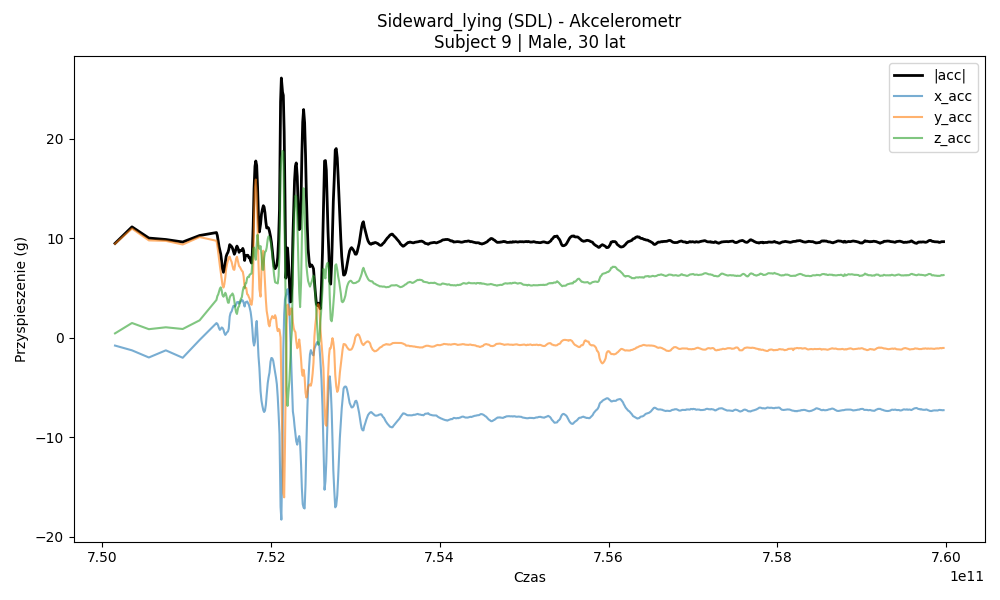 Sideward_lying (SDL) - Akcelerometr
Subject 9 | Male, 30 lat
|acc|
x_acc
y_acc
z_acc
Przyspieszenie (g)
20
10
0
−10
−20
7.50
7.52
7.54
7.56
7.58
7.60
1e11
Czas